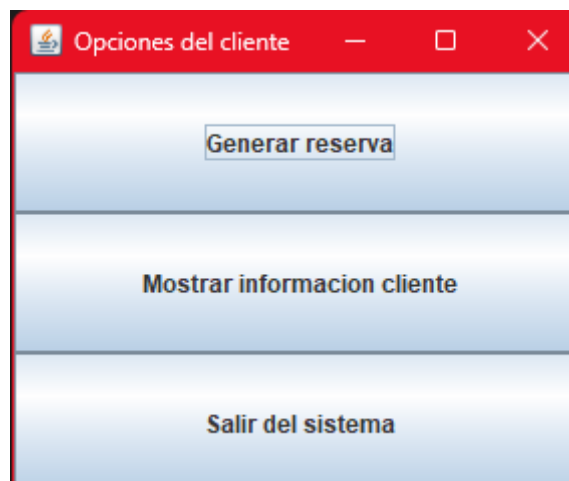 Opciones del cliente
Generar reserva
Mostrar informacion cliente
Salir del sistema